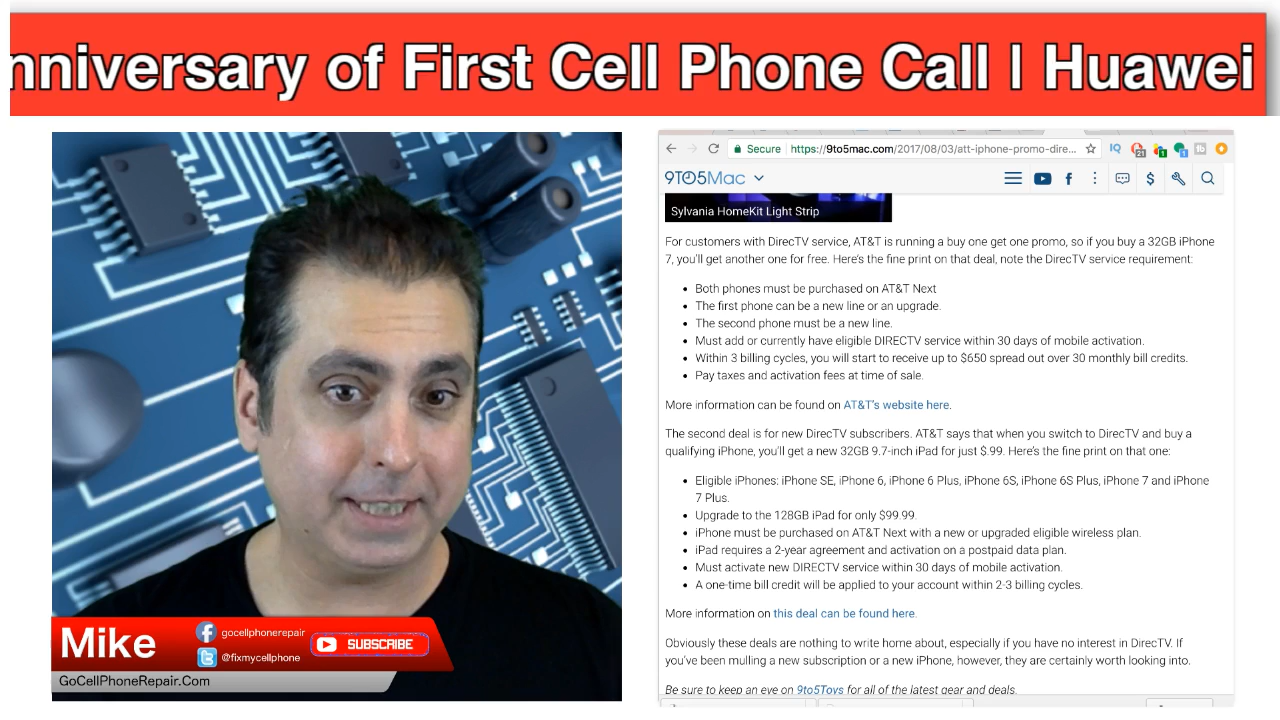 nniversary of First Cell Phone Call | Huawei
Mike
gocellphonerepair
@fixmycellphone
SUBSCRIBE
GoCellPhoneRepair.Com
Secure
https://9to5mac.com/2017/08/03/att-iphone-promo-dire...
IQ
21
1
1
9TO5Mac
Sylvania HomeKit Light Strip
For customers with DirecTV service, AT&T is running a buy one get one promo, so if you buy a 32GB iPhone
7, you'll get another one for free. Here's the fine print on that deal, note the DirecTV service requirement:
• Both phones must be purchased on AT&T Next
• The first phone can be a new line or an upgrade.
• The second phone must be a new line.
• Must add or currently have eligible DIRECTV service within 30 days of mobile activation.
• Within 3 billing cycles, you will start to receive up to $650 spread out over 30 monthly bill credits.
• Pay taxes and activation fees at time of sale.
More information can be found on AT&T's website here.
The second deal is for new DirecTV subscribers. AT&T says that when you switch to DirecTV and buy a
qualifying iPhone, you'll get a new 32GB 9.7-inch iPad for just $.99. Here's the fine print on that one:
• Eligible iPhones: iPhone SE, iPhone 6, iPhone 6 Plus, iPhone 6S, iPhone 6S Plus, iPhone 7 and iPhone
7 Plus.
• Upgrade to the 128GB iPad for only $99.99.
• iPhone must be purchased on AT&T Next with a new or upgraded eligible wireless plan.
• iPad requires a 2-year agreement and activation on a postpaid data plan.
• Must activate new DIRECTV service within 30 days of mobile activation.
• A one-time bill credit will be applied to your account within 2-3 billing cycles.
More information on this deal can be found here.
Obviously these deals are nothing to write home about, especially if you have no interest in DirecTV. If
you've been mulling a new subscription or a new iPhone, however, they are certainly worth looking into.
Be sure to keep an eye on 9to5Toys for all of the latest gear and deals.